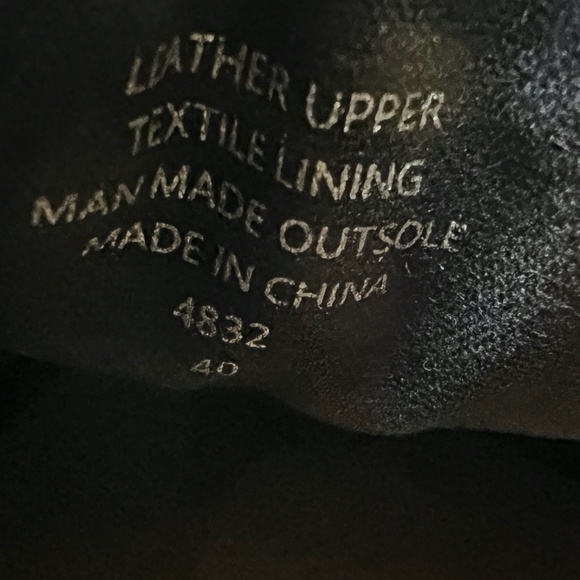 LEATHER UPPER
TEXTILE LINING
MAN MADE OUTSOLE
MADE IN CHINA
4832
40